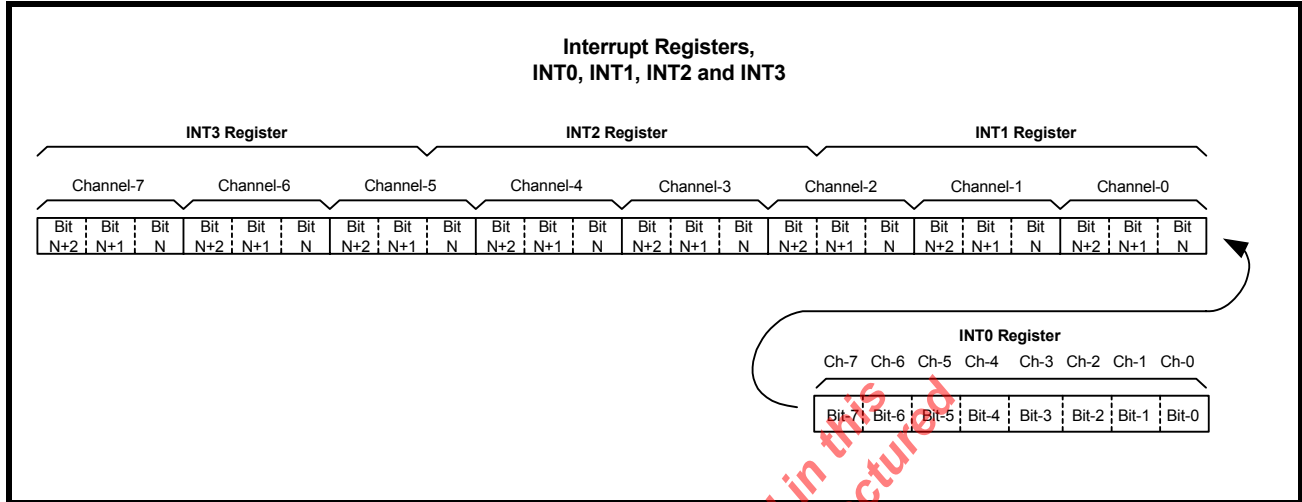 Interrupt Registers,
INT0, INT1, INT2 and INT3
INT3 Register INT2 Register INT1 Register
Channel-7 Channel-6 Channel-5 Channel-4 Channel-3 Channel-2 Channel-1 Channel-0
Bit Bit Bit Bit Bit Bit Bit Bit Bit Bit Bit Bit Bit Bit Bit Bit Bit Bit Bit Bit Bit Bit Bit Bit
N+2 N+1 N N+2 N+1 N N+2 N+1 N N+2 N+1 N N+2 N+1 N N+2 N+1 N N+2 N+1 N N+2 N+1 N
INT0 Register
Ch-7 Ch-6 Ch-5 Ch-4 Ch-3 Ch-2 Ch-1 Ch-0
Bit-7 Bit-6 Bit-5 Bit-4 Bit-3 Bit-2 Bit-1 Bit-0
in this